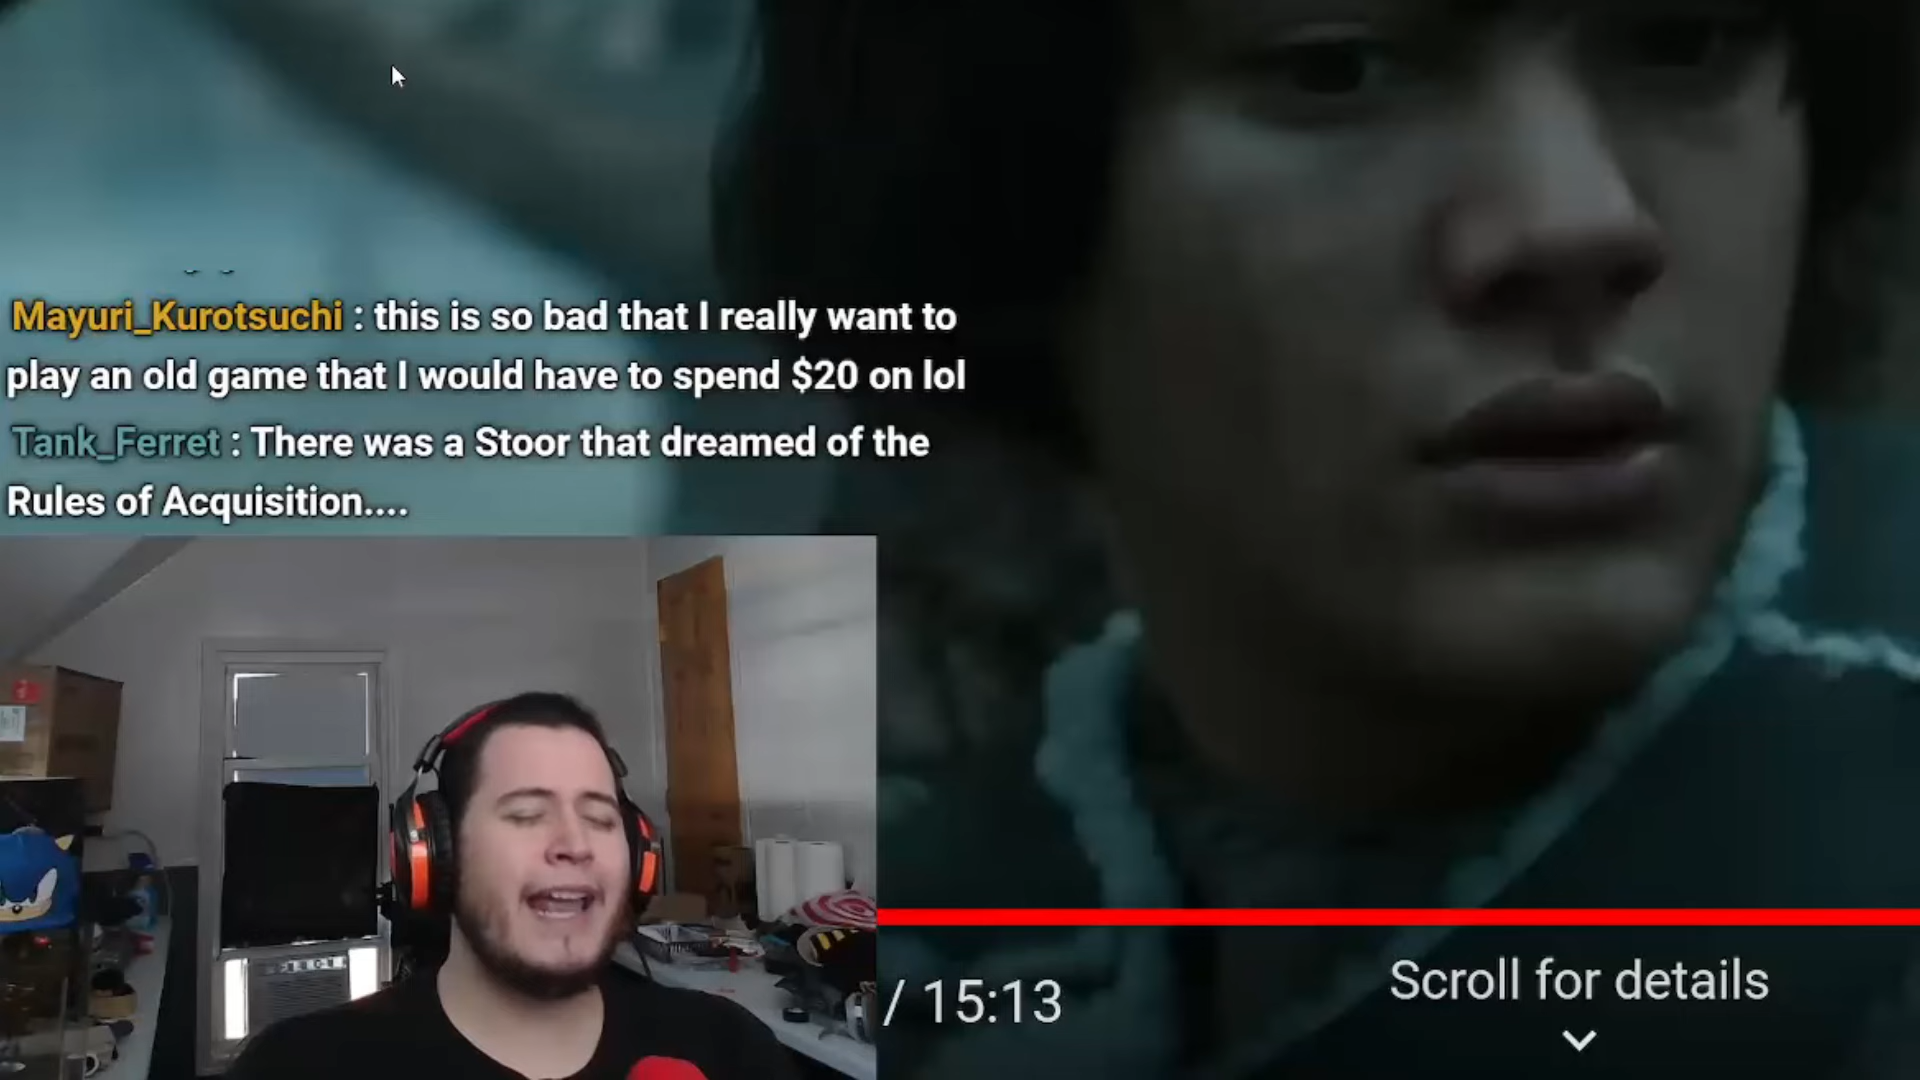 Mayuri_Kurotsuchi : this is so bad that I really want to
play an old game that I would have to spend $20 on lol
Tank_Ferret : There was a Stoor that dreamed of the
Rules of Acquisition....
/ 15:13
Scroll for details